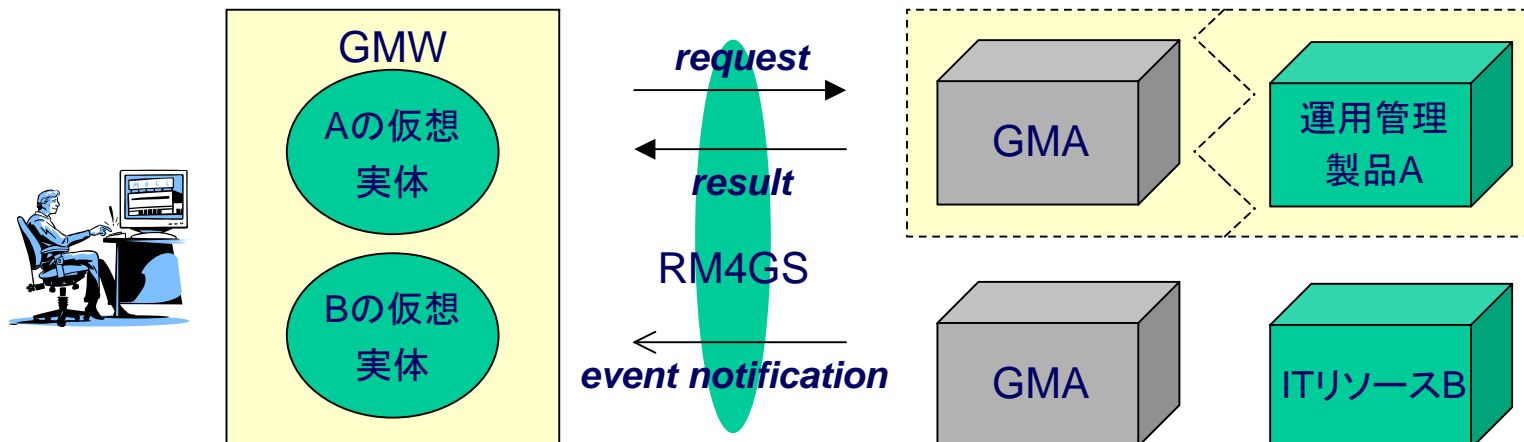 GMW
Aの仮想
実体
Bの仮想
実体
request
result
RM4GS
event notification
GMA
運用管理
製品A
GMA
ITリソースB